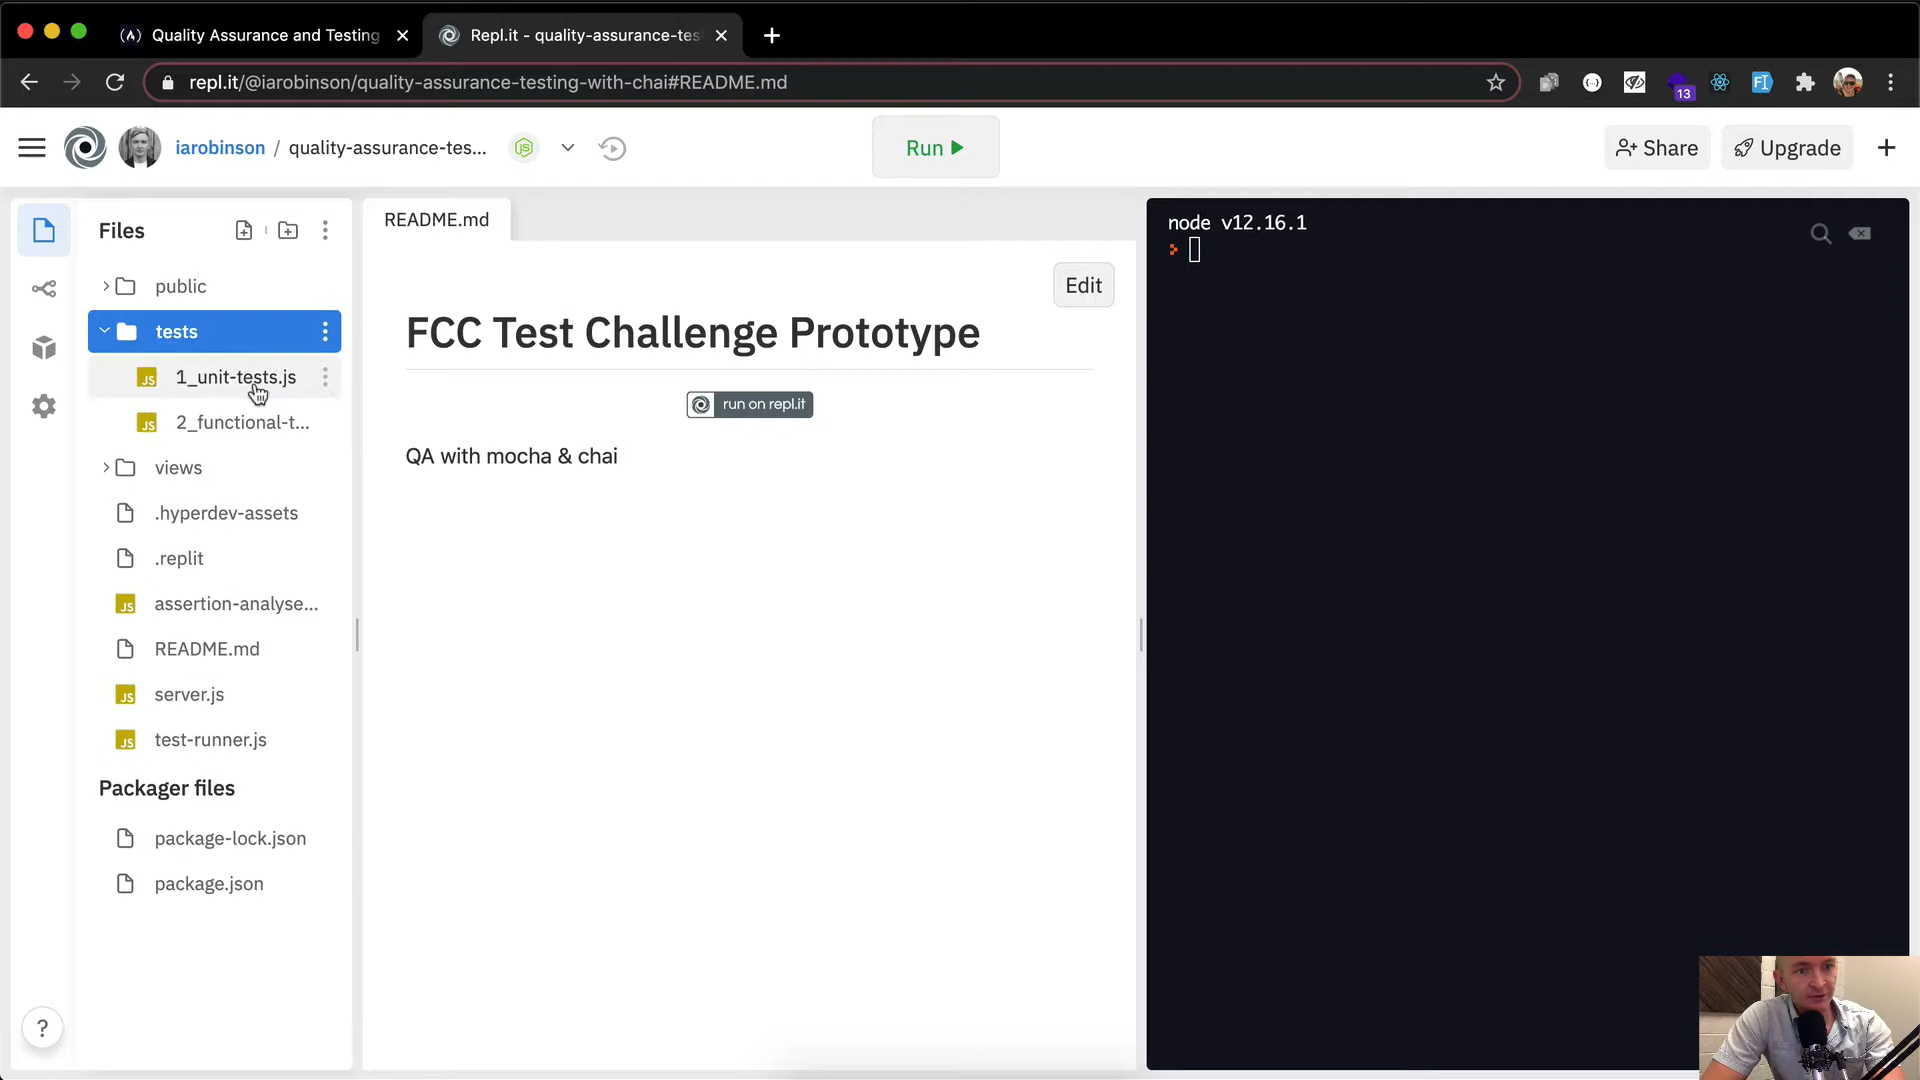 Quality Assurance and Testing
Repl.it - quality-assurance-tes
repl.it/@iarobinson/quality-assurance-testing-with-chai#README.md
13
iarobinson / quality-assurance-tes...
Run
Share
Upgrade
Files
public
tests
1_unit-tests.js
2_functional-t...
views
.hyperdev-assets
.replit
assertion-analyse...
README.md
server.js
test-runner.js
Packager files
package-lock.json
package.json
?
README.md
Edit
FCC Test Challenge Prototype
run on repl.it
QA with mocha & chai
node v12.16.1